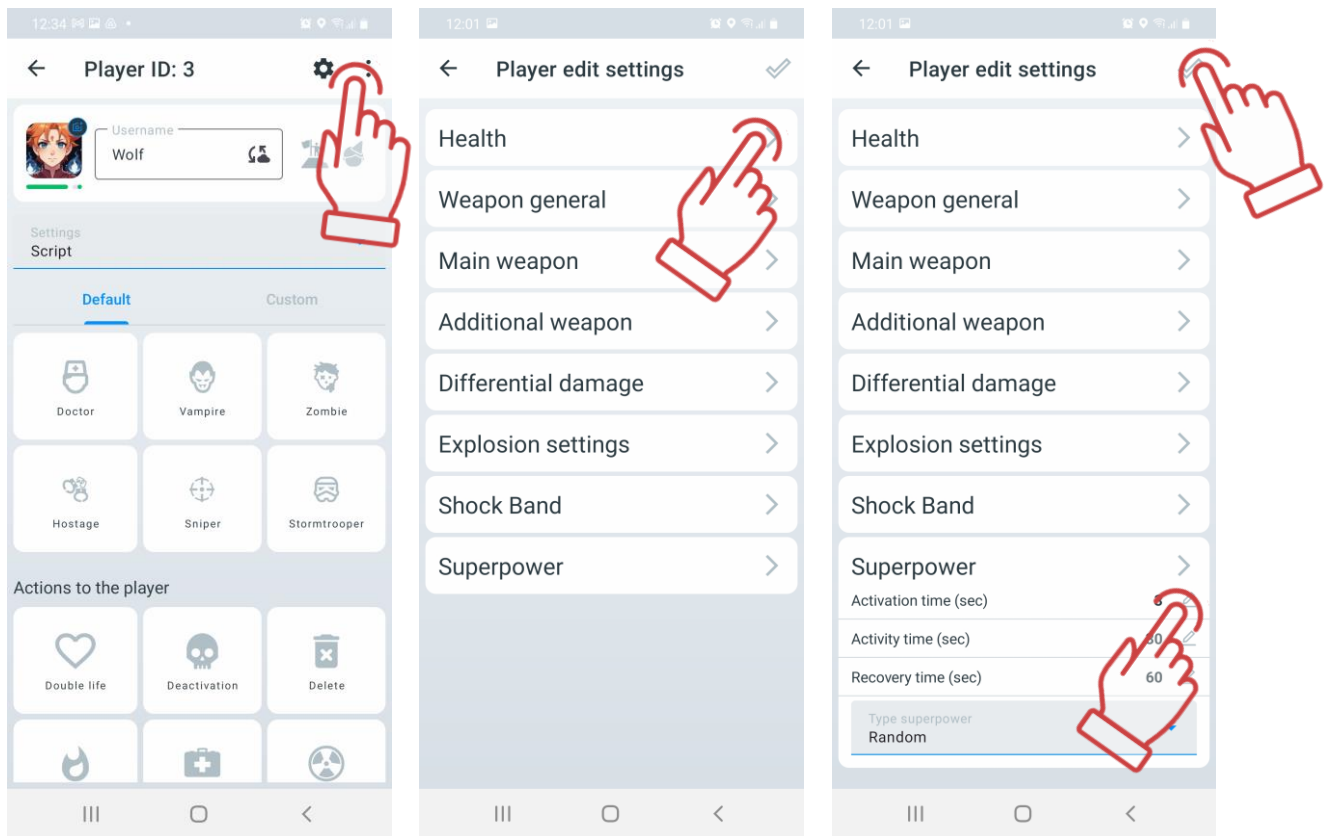 12:34
Player ID: 3
Username
Wolf
Settings
Script
Default
Custom
Doctor
Vampire
Zombie
Hostage
Sniper
Stormtrooper
Actions to the player
Double life
Deactivation
Delete
12:01
Player edit settings
Health
Weapon general
Main weapon
Additional weapon
Differential damage
Explosion settings
Shock Band
Superpower
12:01
Player edit settings
Health
Weapon general
Main weapon
Additional weapon
Differential damage
Explosion settings
Shock Band
Superpower
Activation time (sec)
Activity time (sec)
Recovery time (sec) 60
Type superpower
Random